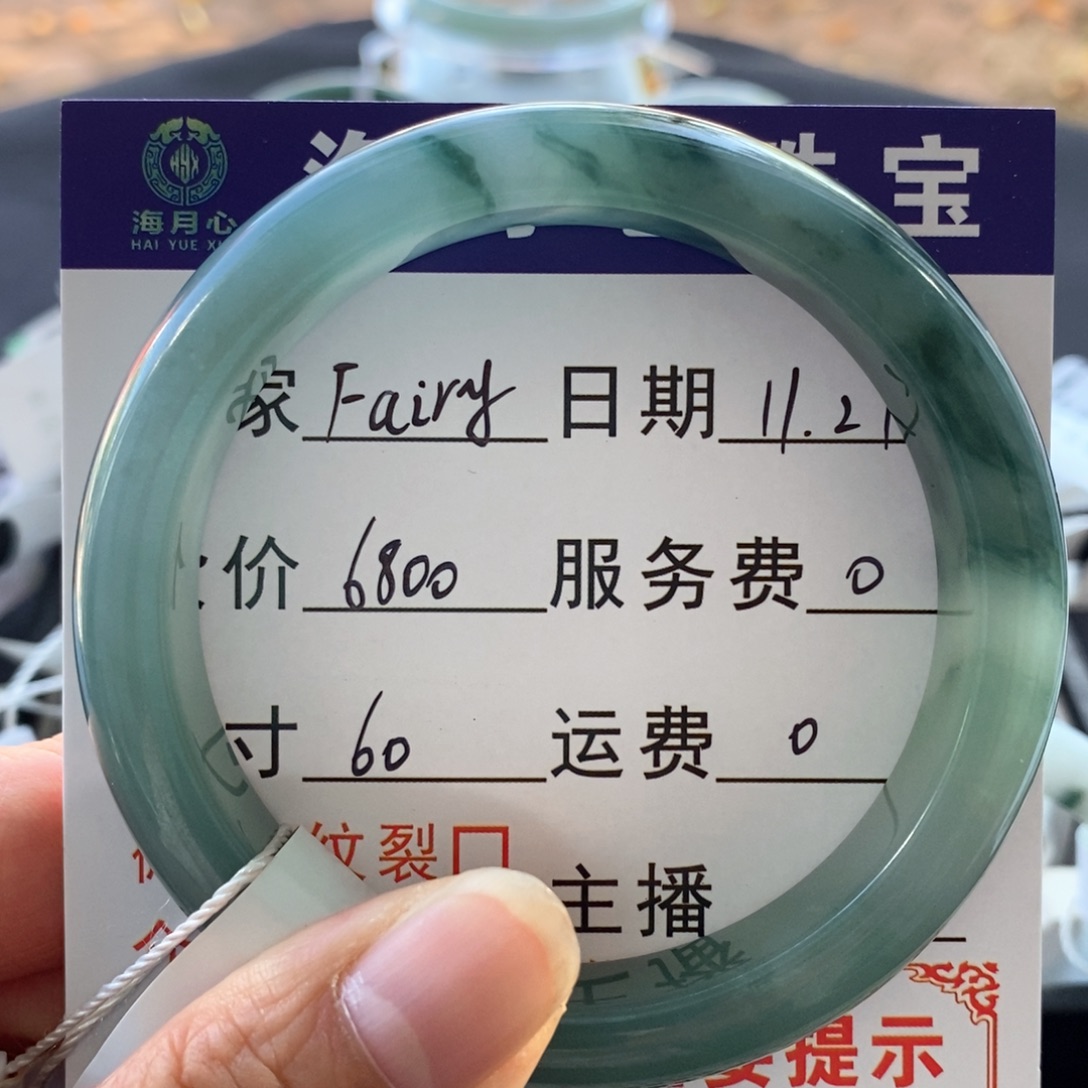 海月心
HAI YUE
宝
家 Fairy 日期 11.2
价 6800 服务费 0
寸 60 运费 0
纹裂口
主播
提示